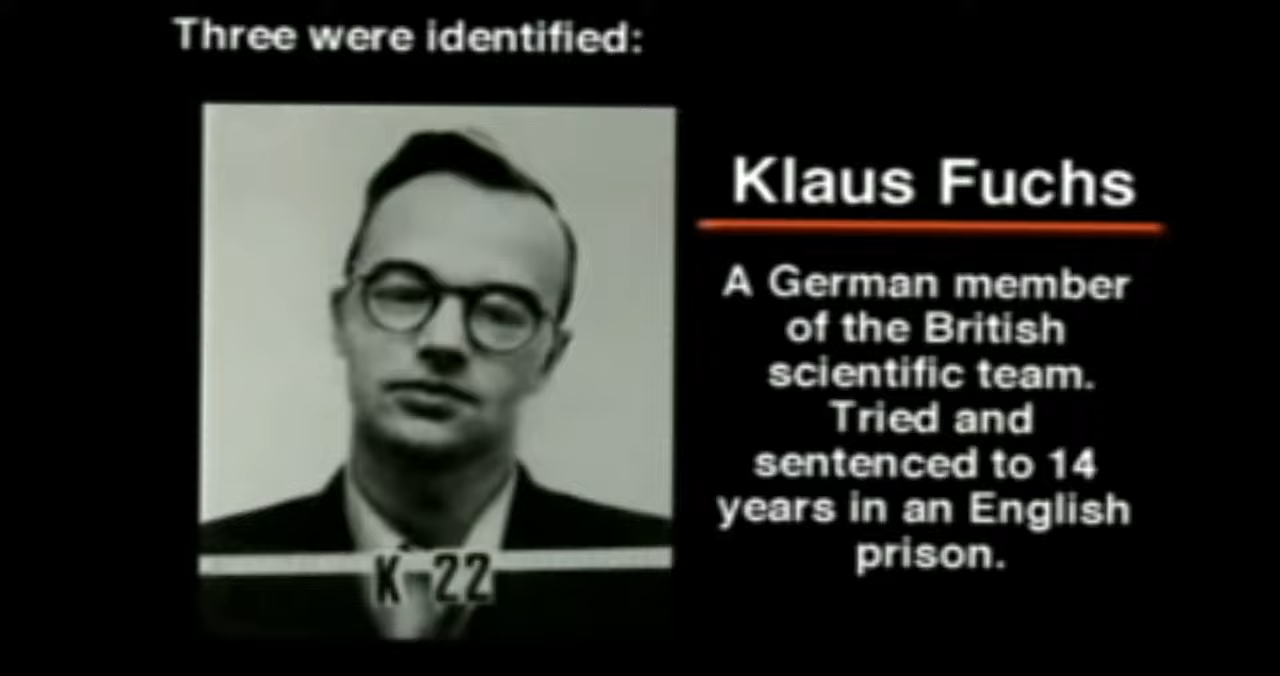 Three were identified:
Klaus Fuchs
A German member
of the British
scientific team.
Tried and
sentenced to 14
years in an English
prison.
K 22